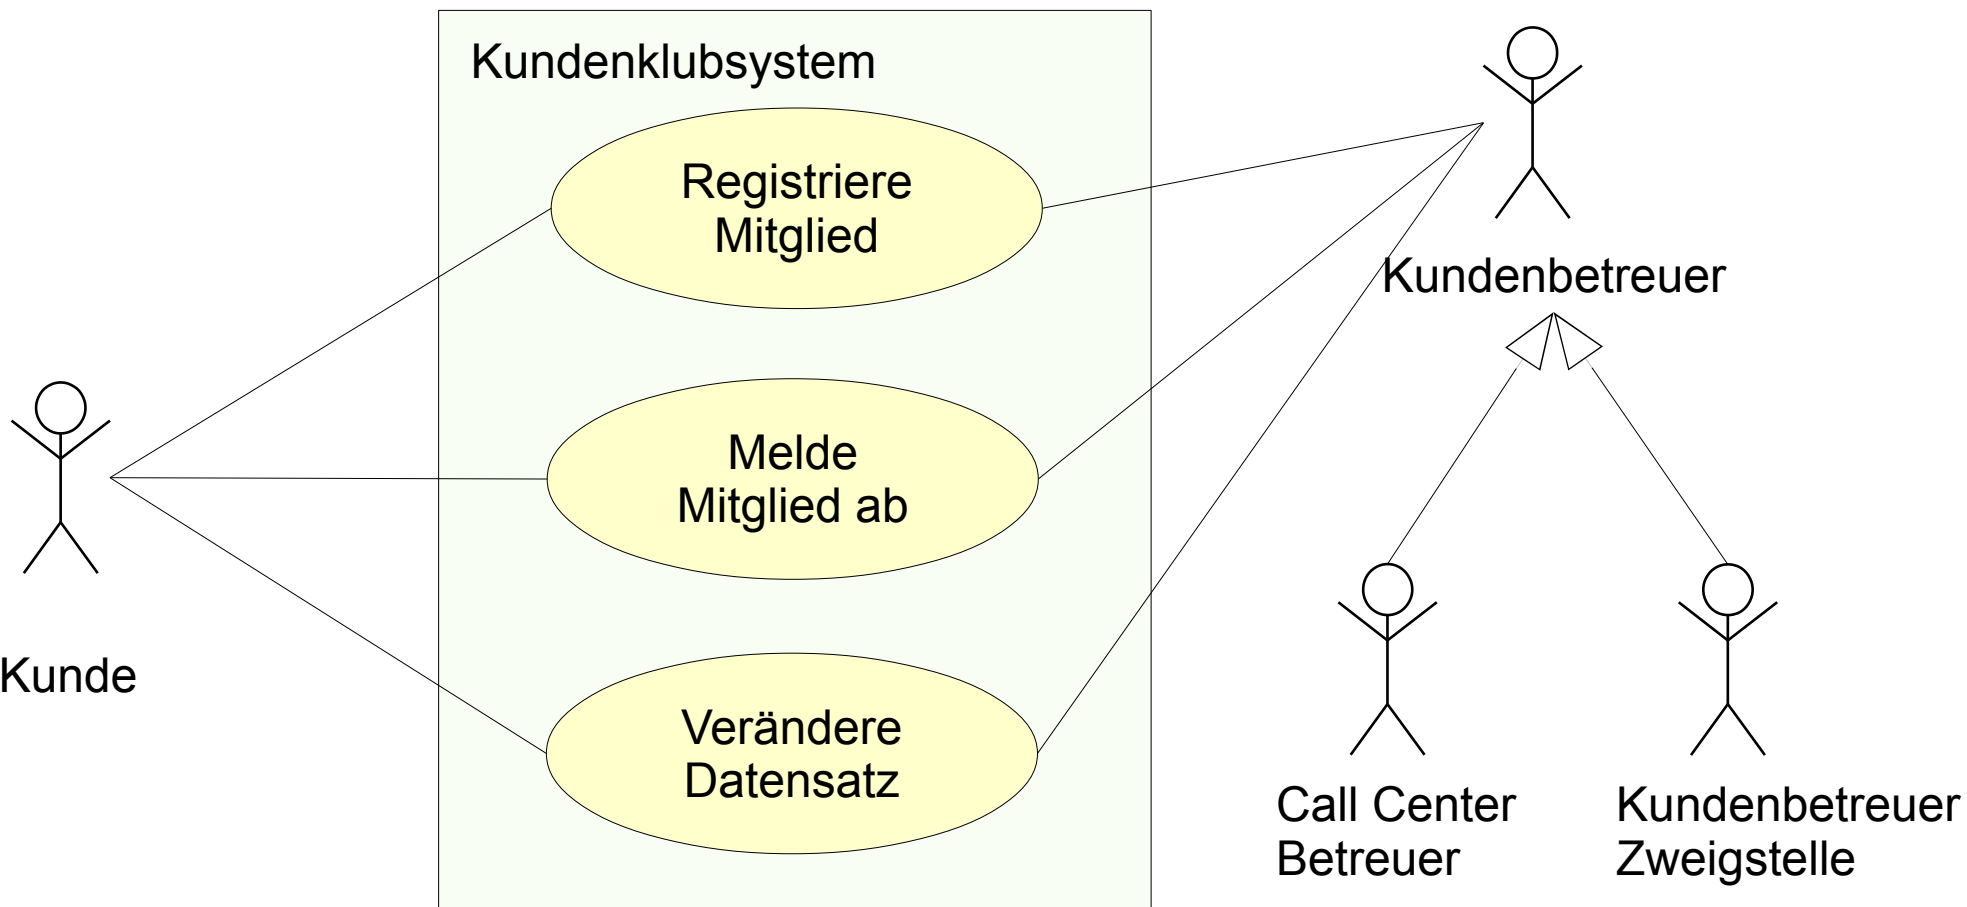 Kundenklubsystem
Registriere
Mitglied
Kundenbetreuer
Melde
Mitglied ab
Kunde
Verändere
Datensatz
Call Center
Betreuer
Kundenbetreuer
Zweigstelle